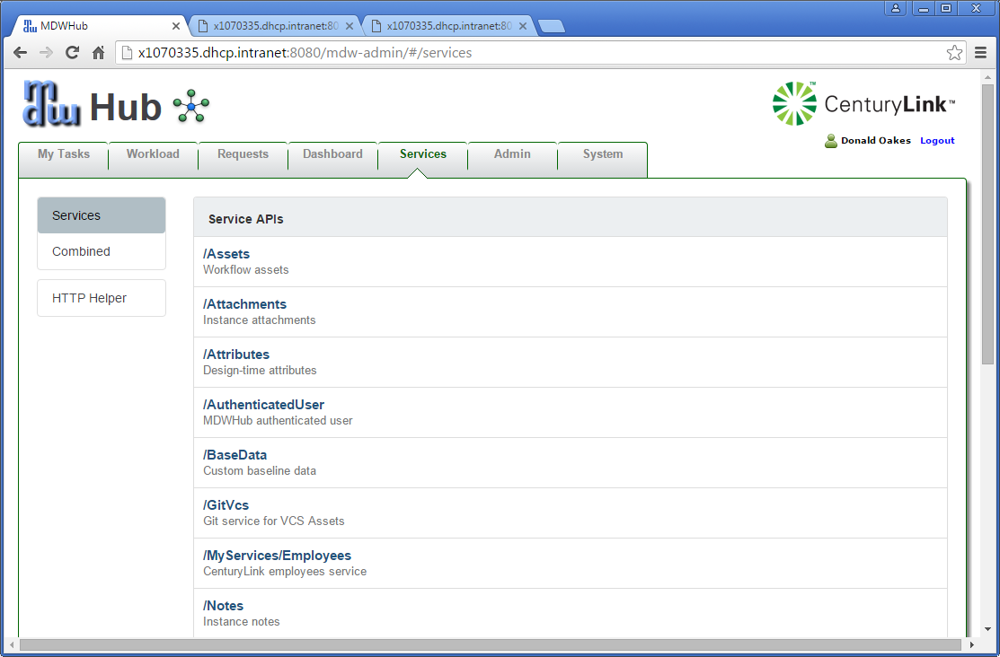 MDWHub
x1070335.dhcp.intranet:80
x1070335.dhcp.intranet:80
x1070335.dhcp.intranet:8080/mdw-admin/#/services
mdw Hub
CenturyLink™
Donald Oakes Logout
My Tasks Workload Requests Dashboard Services Admin System
Services
Combined
HTTP Helper
Service APIs
/Assets
Workflow assets
/Attachments
Instance attachments
/Attributes
Design-time attributes
/AuthenticatedUser
MDWHub authenticated user
/BaseData
Custom baseline data
/GitVcs
Git service for VCS Assets
/MyServices/Employees
CenturyLink employees service
/Notes
Instance notes